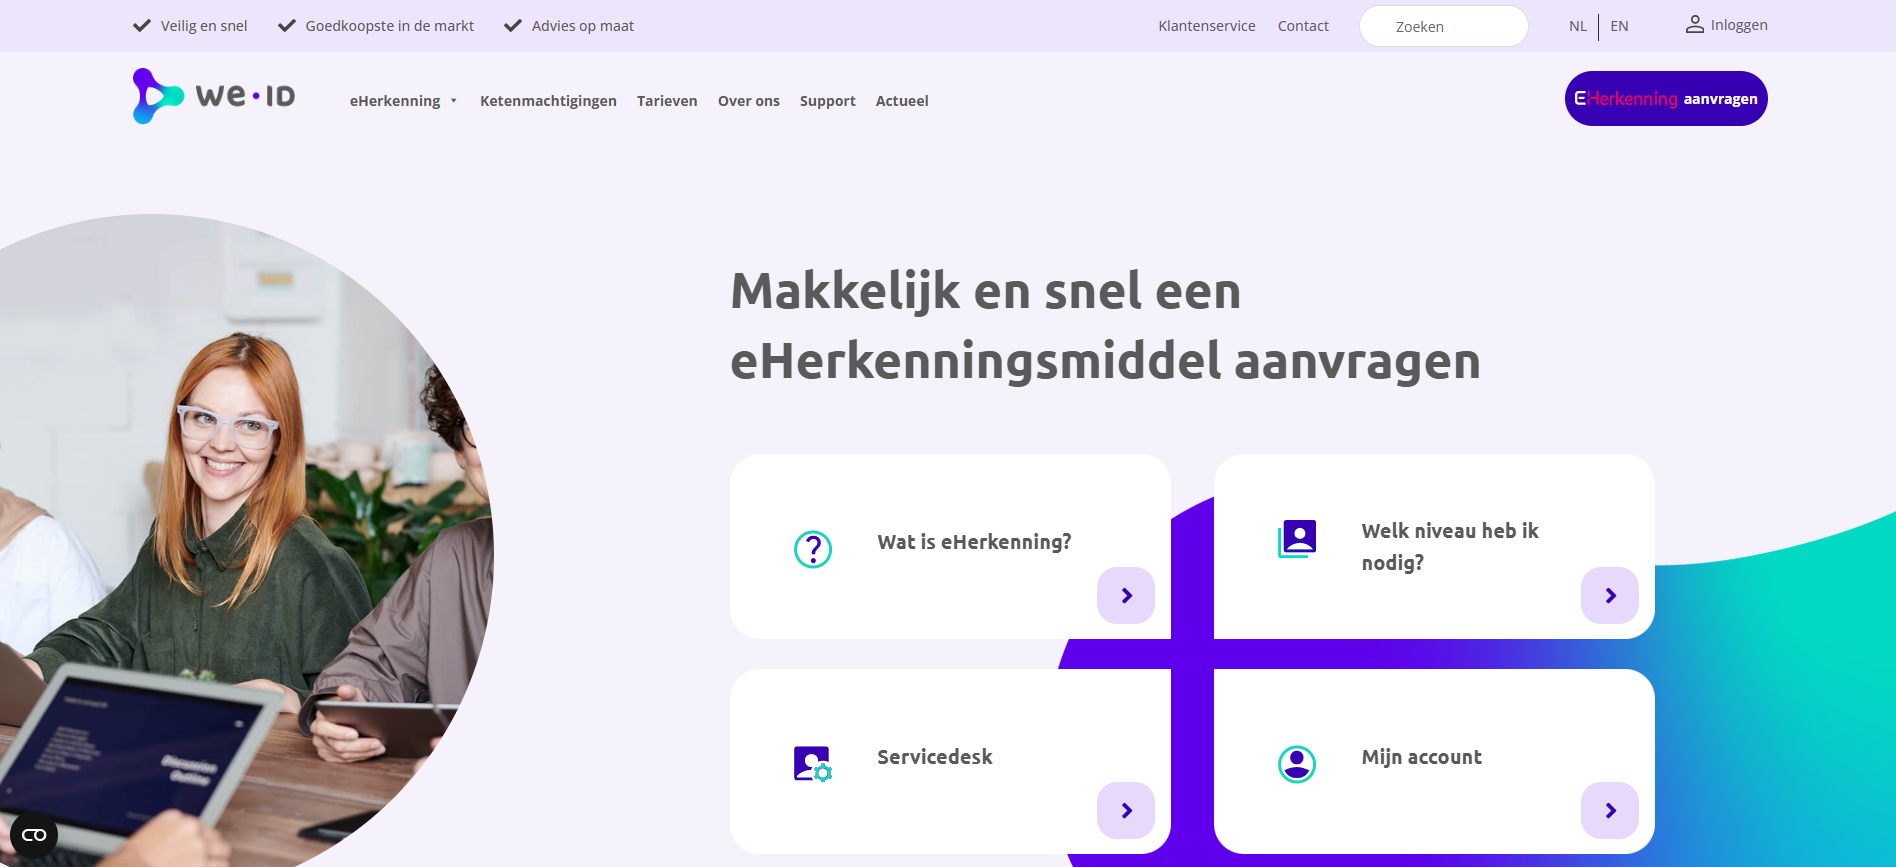 Veilig en snel
Goedkoopste in de markt
Advies op maat
Klantenservice
Contact
Zoeken
NL
EN
Inloggen
we·ID
eHerkenning
Ketenmachtigingen
Tarieven
Over ons
Support
Actueel
EHerkenning aanvragen
Makkelijk en snel een
eHerkenningsmiddel aanvragen
Wat is eHerkenning?
Welk niveau heb ik
nodig?
Servicedesk
Mijn account
Discussion
Outline